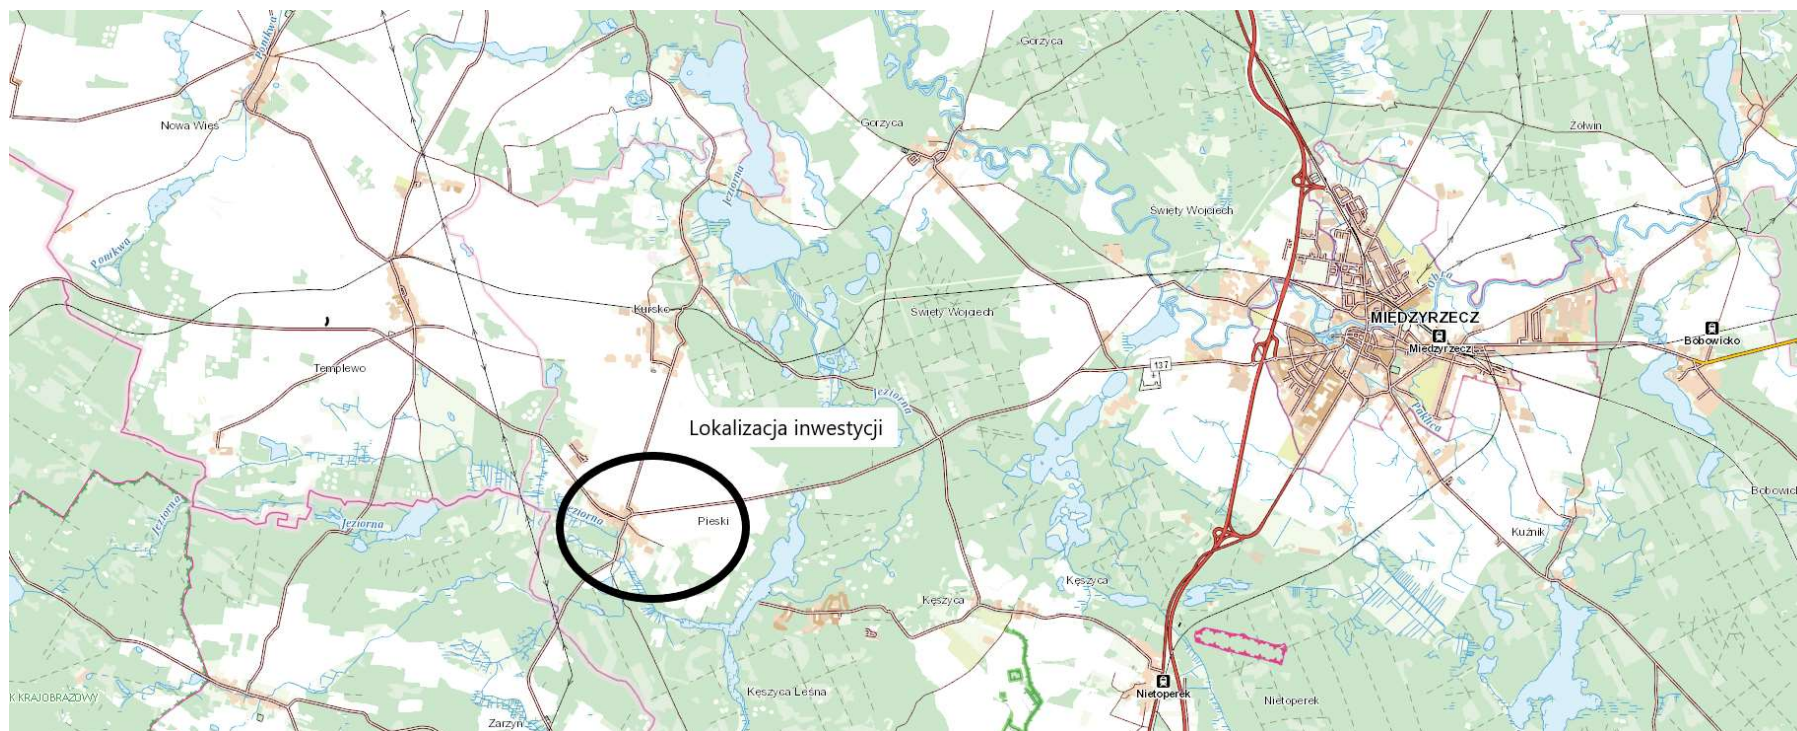 Ponikwa
Gorzyca
Nowa Wieś
Gorzyca
Żółwin
Jeziorna
Święty Wojciech
Ponikwa
Obra
Kursko
Święty Wojciech
MIĘDZYRZECZ
Międzyrzecz
Bobowicko
Templewo
137
Jeziorna
Paklica
Lokalizacja inwestycji
Jeziorna
Jeziorna
Jeziorna
Pieski
Kuźnik
Kęszyca
Kęszyca
Kęszyca Leśna
Nietoperek
Nietoperek
K KRAJOBRAZOWY
Zarzyn